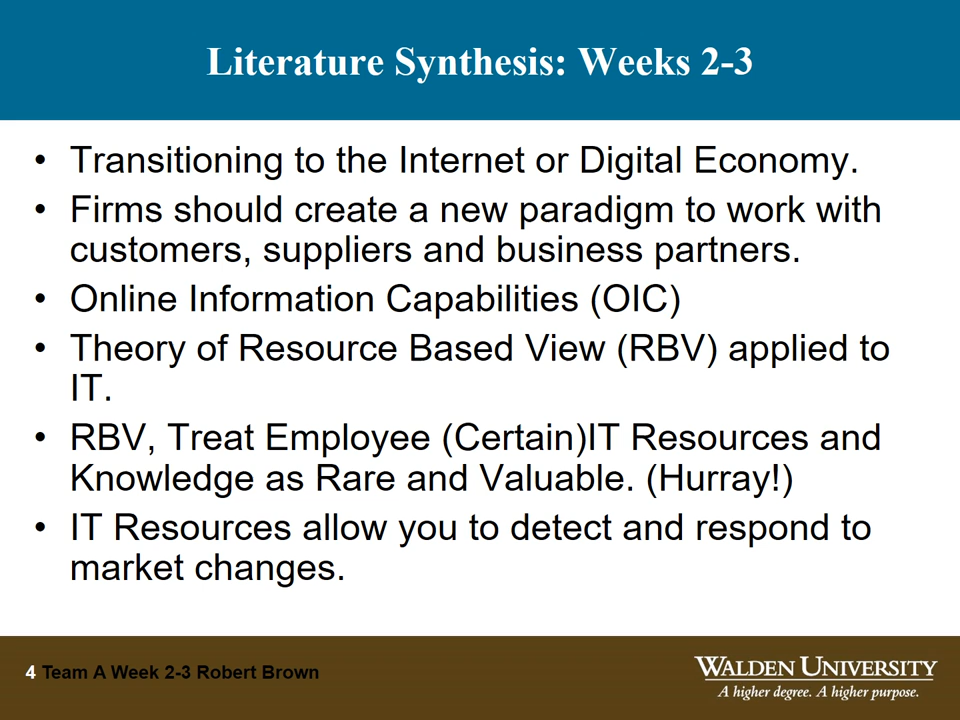 Literature Synthesis: Weeks 2-3
• Transitioning to the Internet or Digital Economy.
• Firms should create a new paradigm to work with
customers, suppliers and business partners.
• Online Information Capabilities (OIC)
• Theory of Resource Based View (RBV) applied to
IT.
• RBV, Treat Employee (Certain)IT Resources and
Knowledge as Rare and Valuable. (Hurray!)
• IT Resources allow you to detect and respond to
market changes.
4 Team A Week 2-3 Robert Brown
WALDEN UNIVERSITY
A higher degree. A higher purpose.